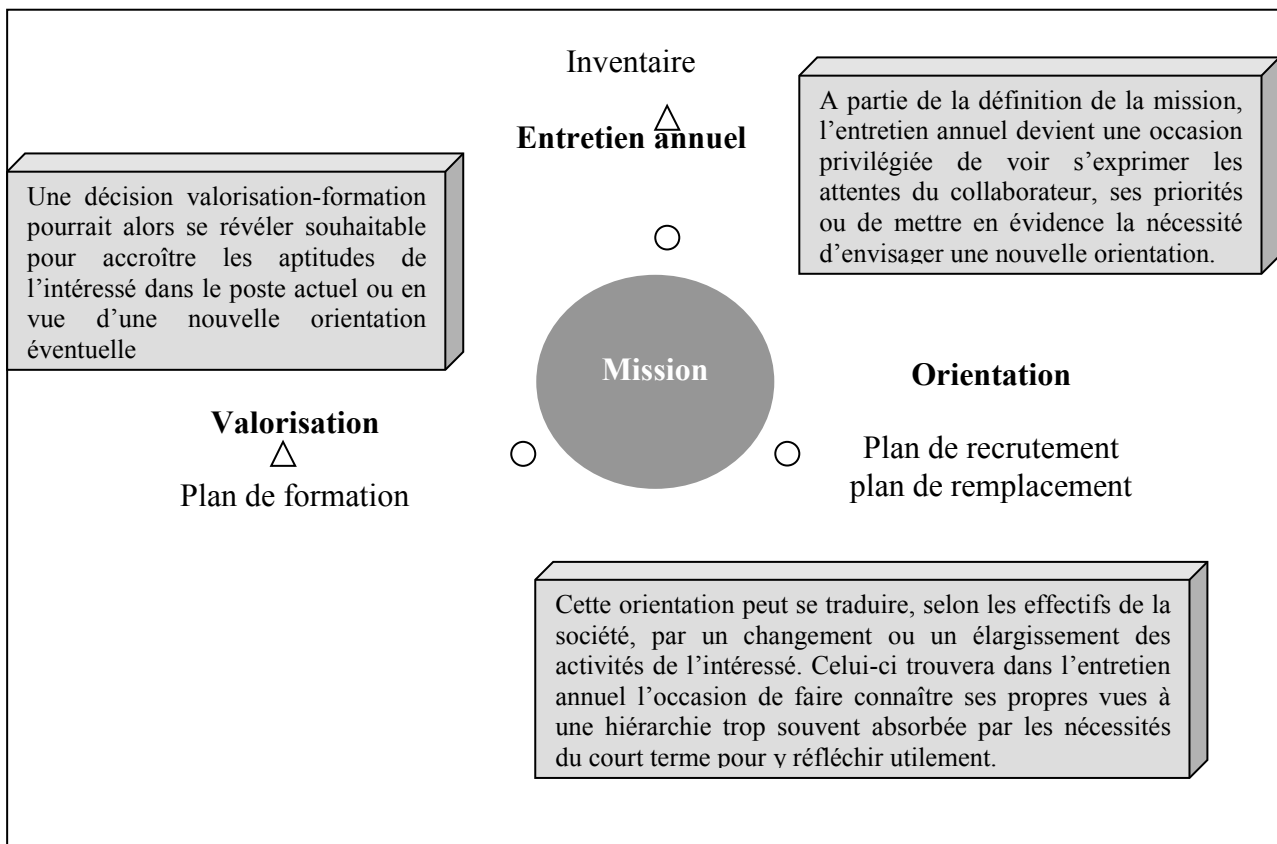 Inventaire
Entretien annuel
A partie de la définition de la mission,
l’entretien annuel devient une occasion
privilégiée de voir s’exprimer les
attentes du collaborateur, ses priorités
ou de mettre en évidence la nécessité
d’envisager une nouvelle orientation.
Une décision valorisation-formation
pourrait alors se révéler souhaitable
pour accroître les aptitudes de
l’intéressé dans le poste actuel ou en
vue d’une nouvelle orientation
éventuelle
Mission
Orientation
Valorisation
Plan de recrutement
plan de remplacement
Plan de formation
Cette orientation peut se traduire, selon les effectifs de la
société, par un changement ou un élargissement des
activités de l’intéressé. Celui-ci trouvera dans l’entretien
annuel l’occasion de faire connaître ses propres vues à
une hiérarchie trop souvent absorbée par les nécessités
du court terme pour y réfléchir utilement.